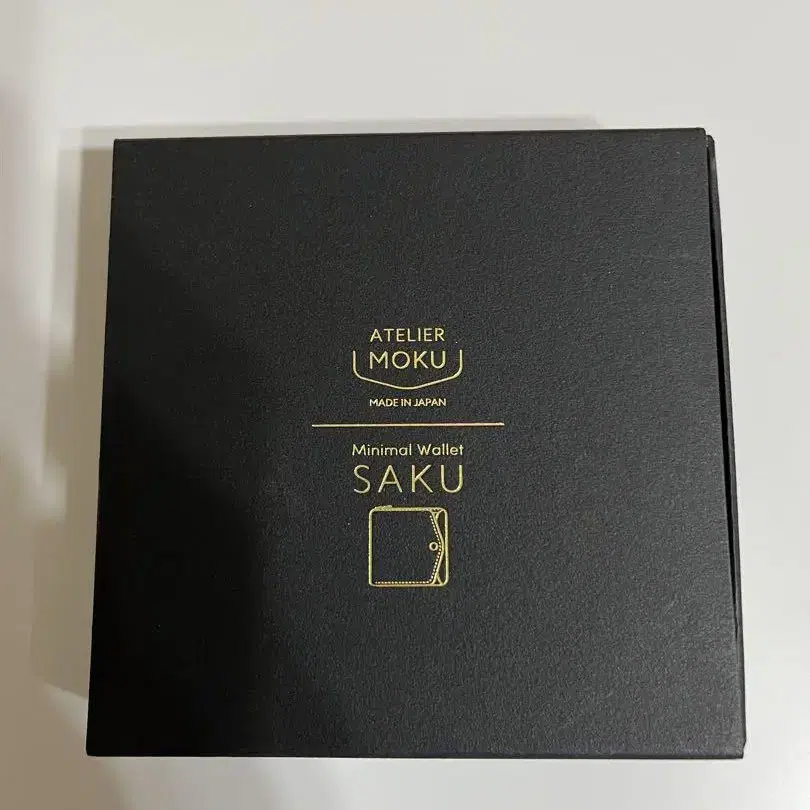 ATELIER
MOKU
MADE IN JAPAN
Minimal Wallet
SAKU